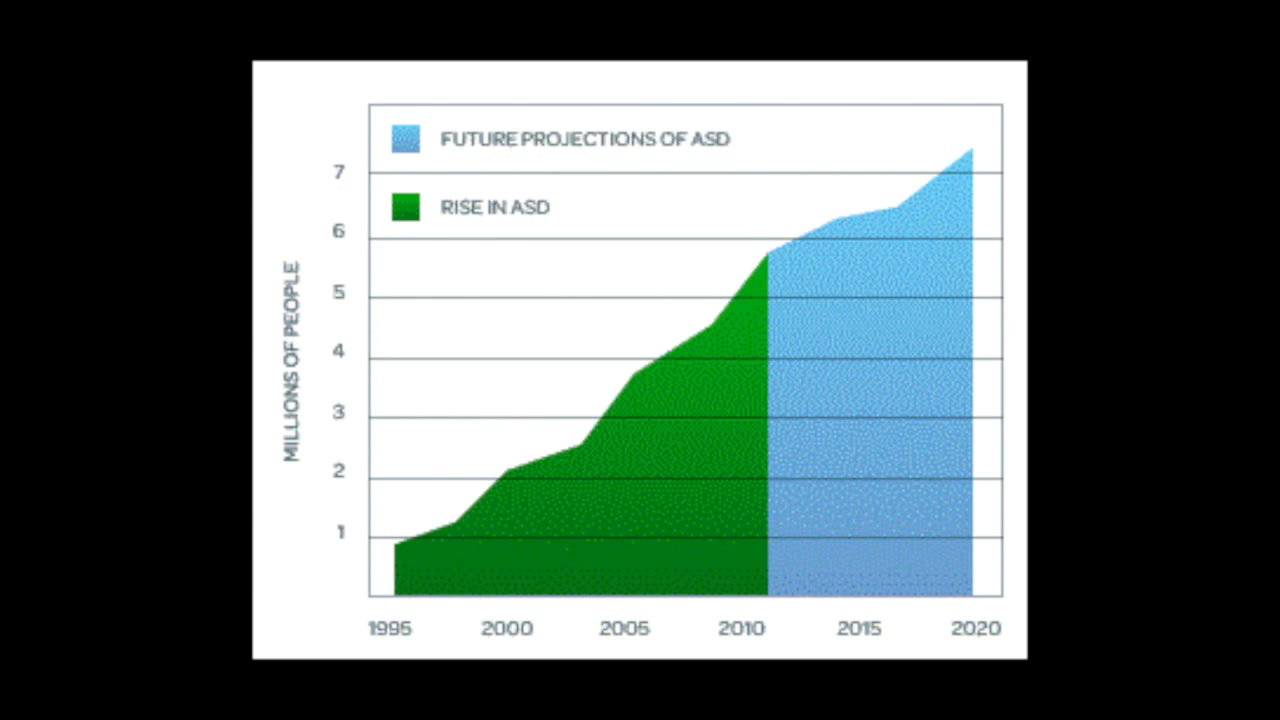 FUTURE PROJECTIONS OF ASD
RISE IN ASD
MILLIONS OF PEOPLE
7
6
5
4
3
2
1
1995 2000 2005 2010 2015 2020